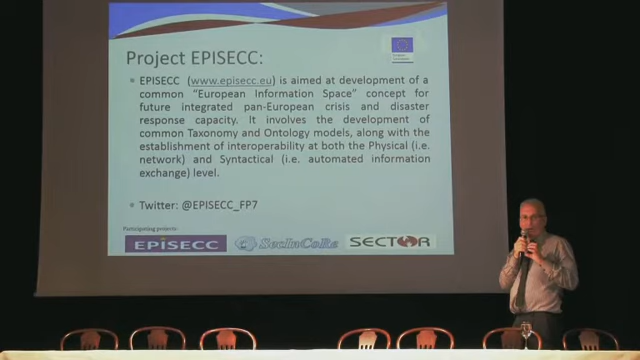 Project EPISECC:
EPISECC (www.episecc.eu) is aimed at development of a
common “European Information Space” concept for
future integrated pan-European crisis and disaster
response capacity. It involves the development of
common Taxonomy and Ontology models, along with the
establishment of interoperability at both the Physical (i.e.
network) and Syntactical (i.e. automated information
exchange) level.
Twitter: @EPISECC_FP7
Participating projects:
EPISECC SecInCoRe SECTOR